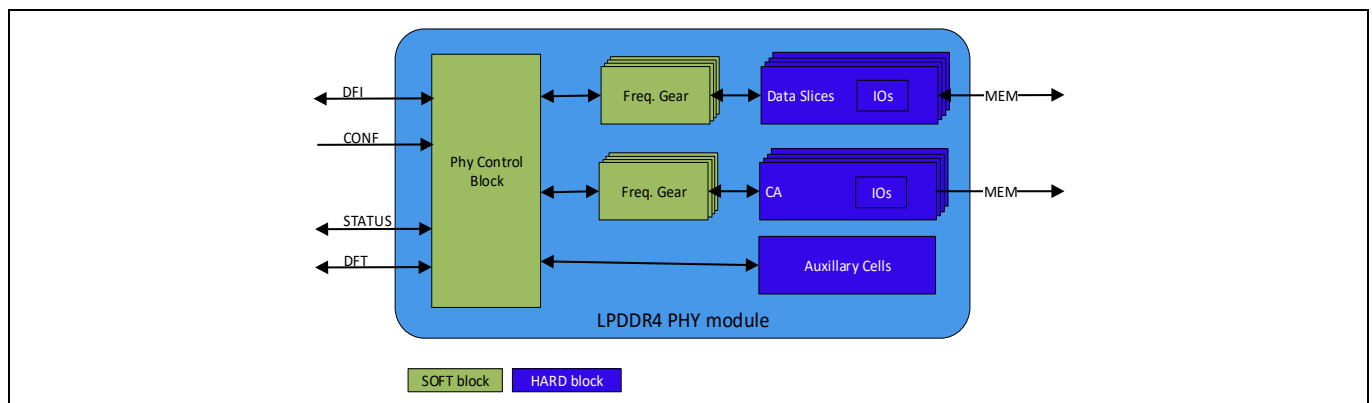 DFI
CONF
STATUS
DFT
Phy Control
Block
Freq. Gear
Data Slices
IOs
MEM
Freq. Gear
CA
IOs
MEM
Auxillary Cells
LPDDR4 PHY module
SOFT block
HARD block